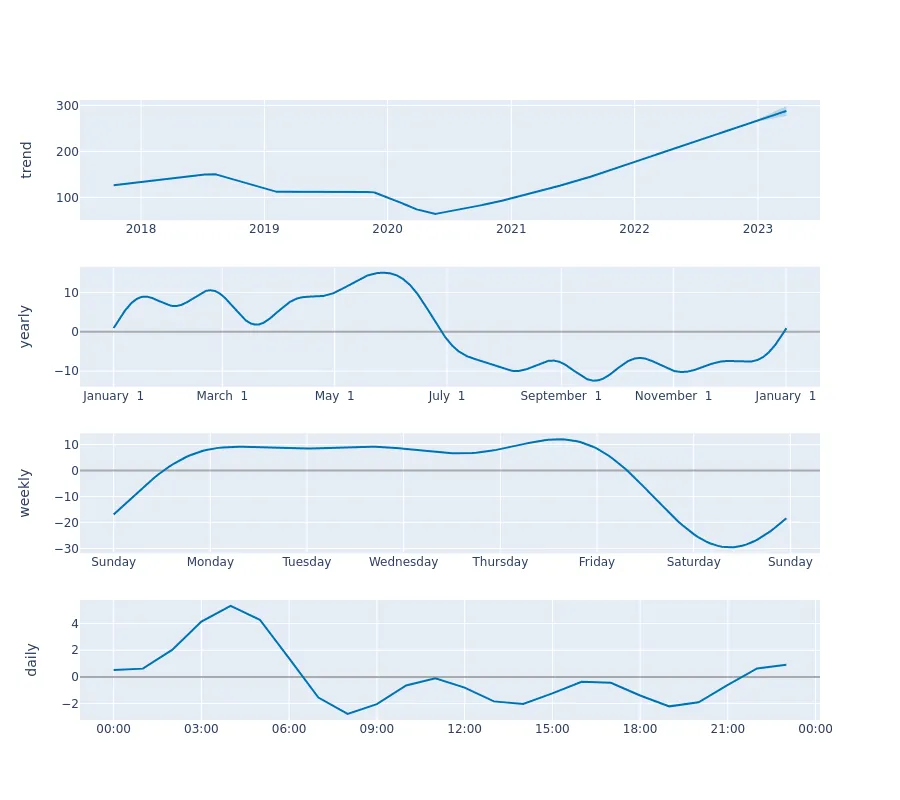 trend
300
200
100
2018 2019 2020 2021 2022 2023
yearly
10
0
−10
January 1 March 1 May 1 July 1 September 1 November 1 January 1
weekly
10
0
−10
−20
−30
Sunday Monday Tuesday Wednesday Thursday Friday Saturday Sunday
daily
4
2
0
−2
00:00 03:00 06:00 09:00 12:00 15:00 18:00 21:00 00:00